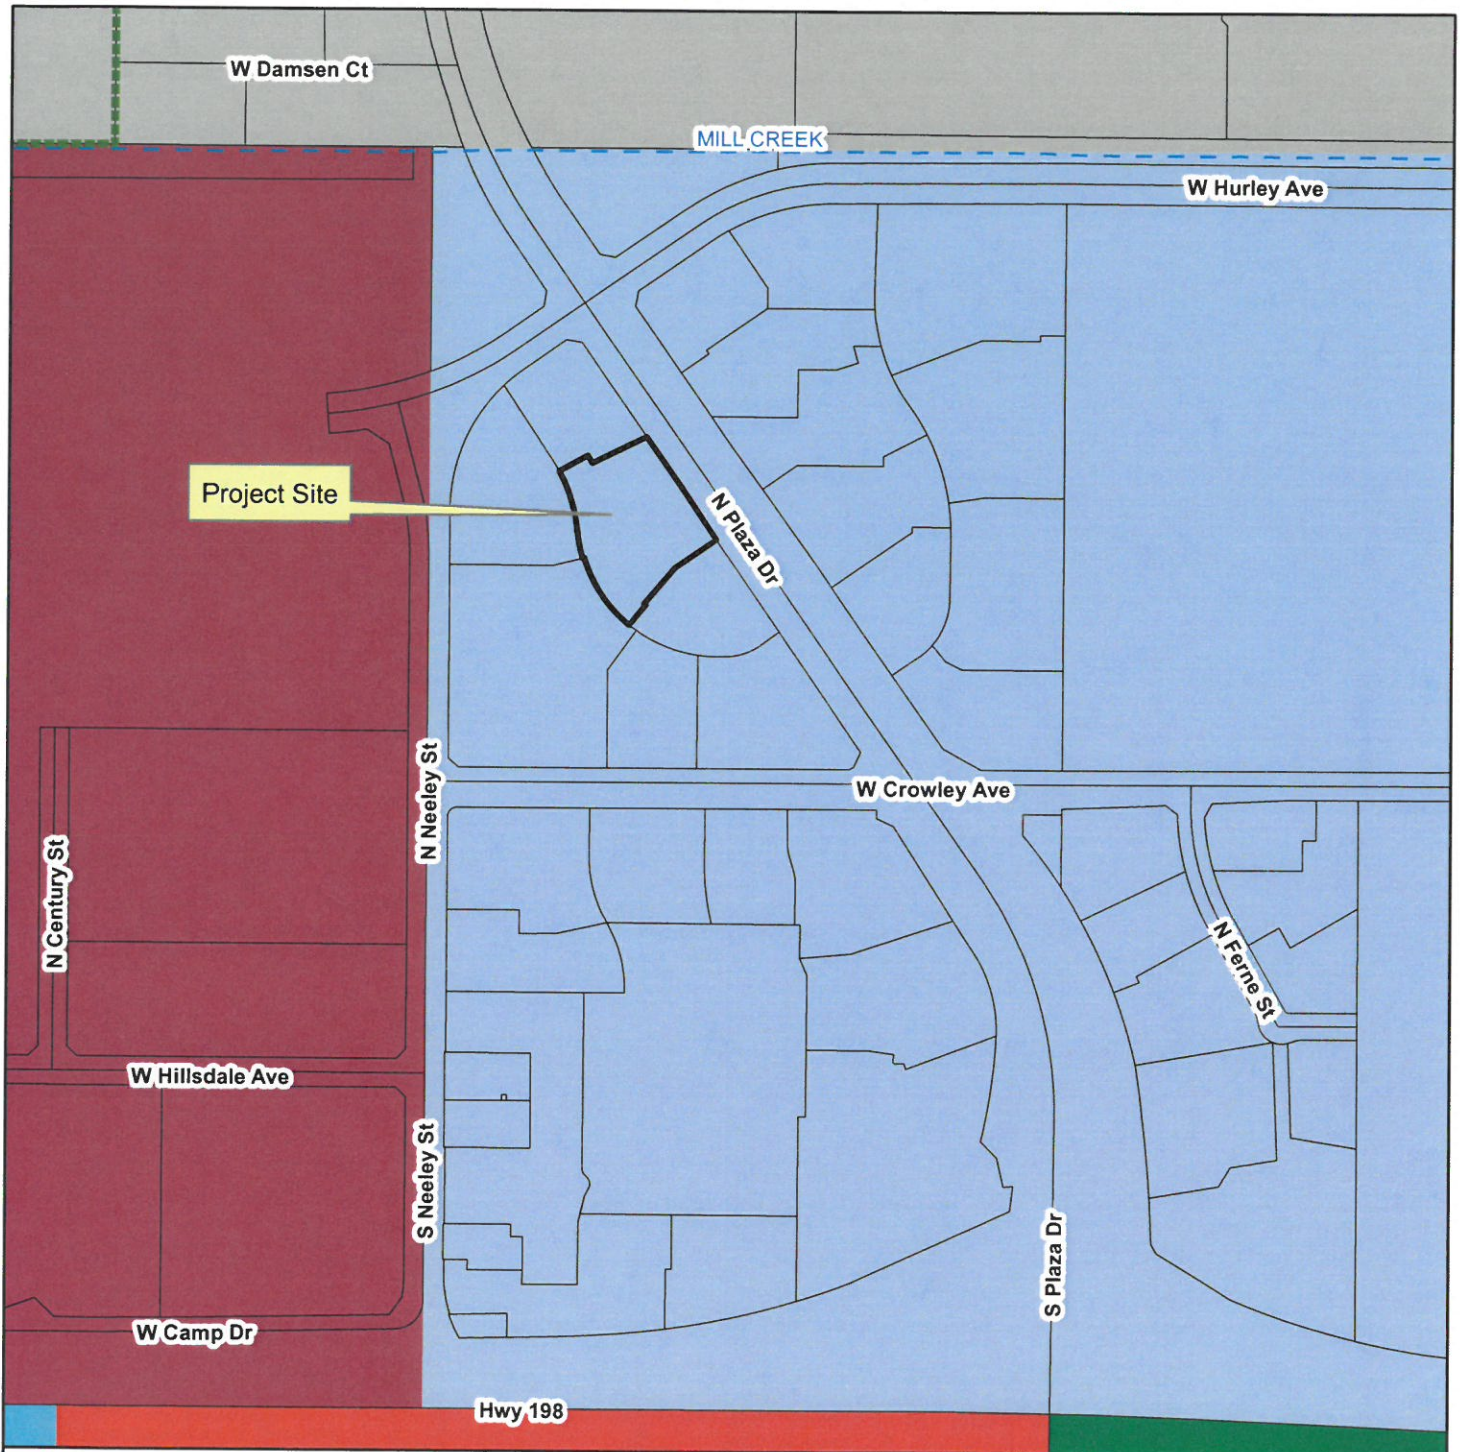 W Damsen Ct
MILL CREEK
W Hurley Ave
Project Site
N Plaza Dr
N Neeley St
W Crowley Ave
N Century St
N Ferne St
W Hillsdale Ave
S Neeley St
S Plaza Dr
W Camp Dr
Hwy 198